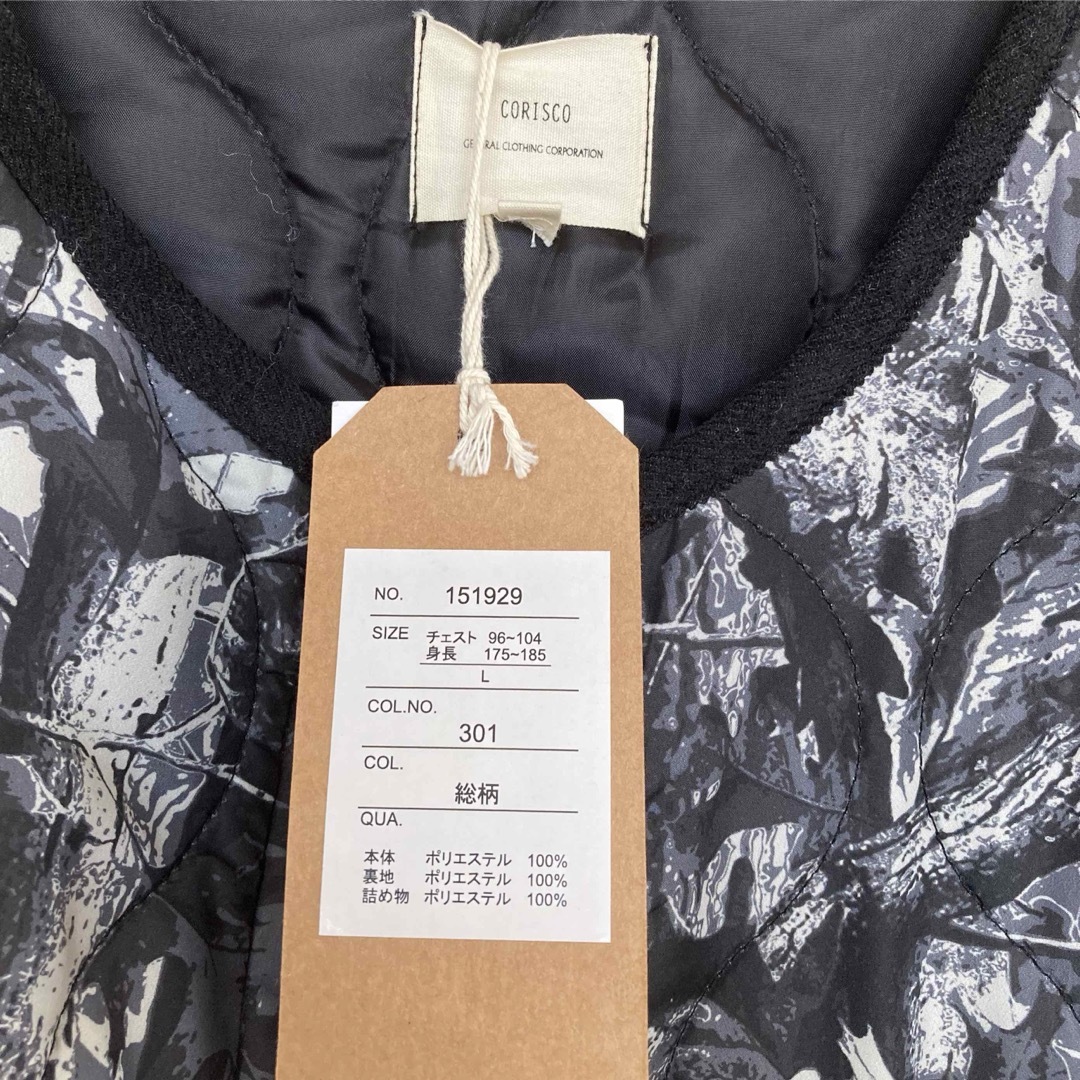 CORISCO
GENERAL CLOTHING CORPORATION
NO. 151929
SIZE チェスト 96~104
身長 175~185
L
COL.NO.
301
COL.
総柄
QUA.
本体 ポリエステル 100%
裏地 ポリエステル 100%
詰め物 ポリエステル 100%